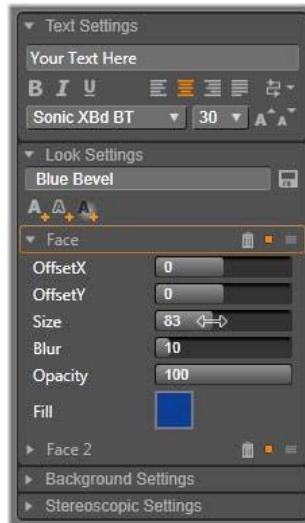 Text Settings
Your Text Here
B I U
Sonic XBd BT 30 A A
Look Settings
Blue Bevel
A A A
Face
OffsetX 0
OffsetY 0
Size 83
Blur 10
Opacity 100
Fill
Face 2
Background Settings
Stereoscopic Settings